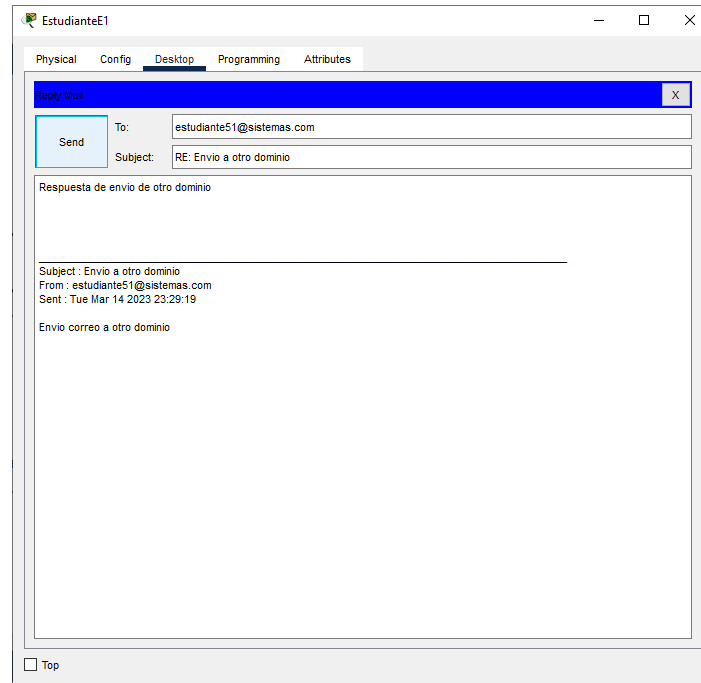 EstudianteE1
Physical Config Desktop Programming Attributes
Reply Mail X
Send
To: estudiante51@sistemas.com
Subject: RE: Envio a otro dominio
Respuesta de envio de otro dominio
Subject : Envio a otro dominio
From : estudiante51@sistemas.com
Sent : Tue Mar 14 2023 23:29:19
Envio correo a otro dominio
Top